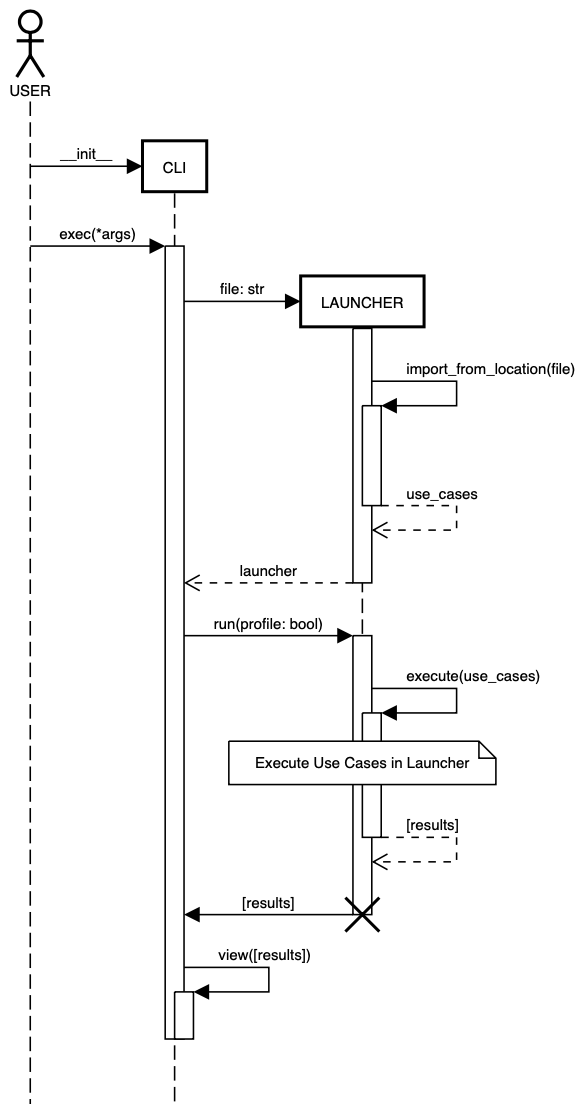 USER
__init__
CLI
exec(*args)
file: str
LAUNCHER
import_from_location(file)
use_cases
launcher
run(profile: bool)
execute(use_cases)
Execute Use Cases in Launcher
[results]
[results]
view([results])